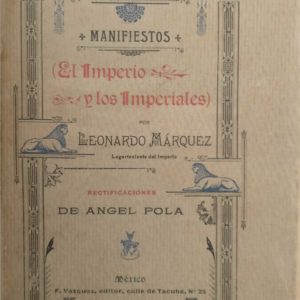 MANIFIESTOS
(El Imperio
y los Imperiales)
POR
LEONARDO MÁRQUEZ
Lugarteniente del Imperio
RECTIFICACIONES
DE ANGEL POLA
México
F. Vazquez, editor, calle de Tacuba, Nº 25